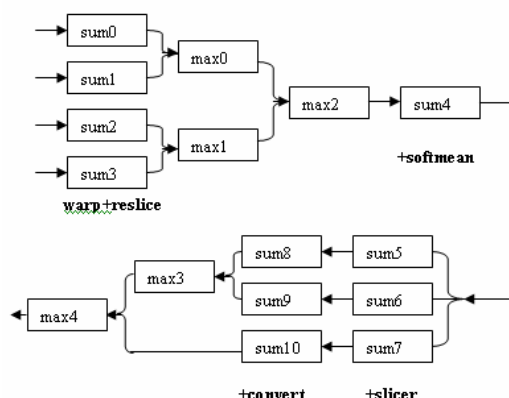 sum0
sum1
sum2
sum3
max0
max1
max2
sum4
+softmean
warp+reslice
sum8
sum5
max3
sum9
sum6
max4
sum10
sum7
+convert
+slicer